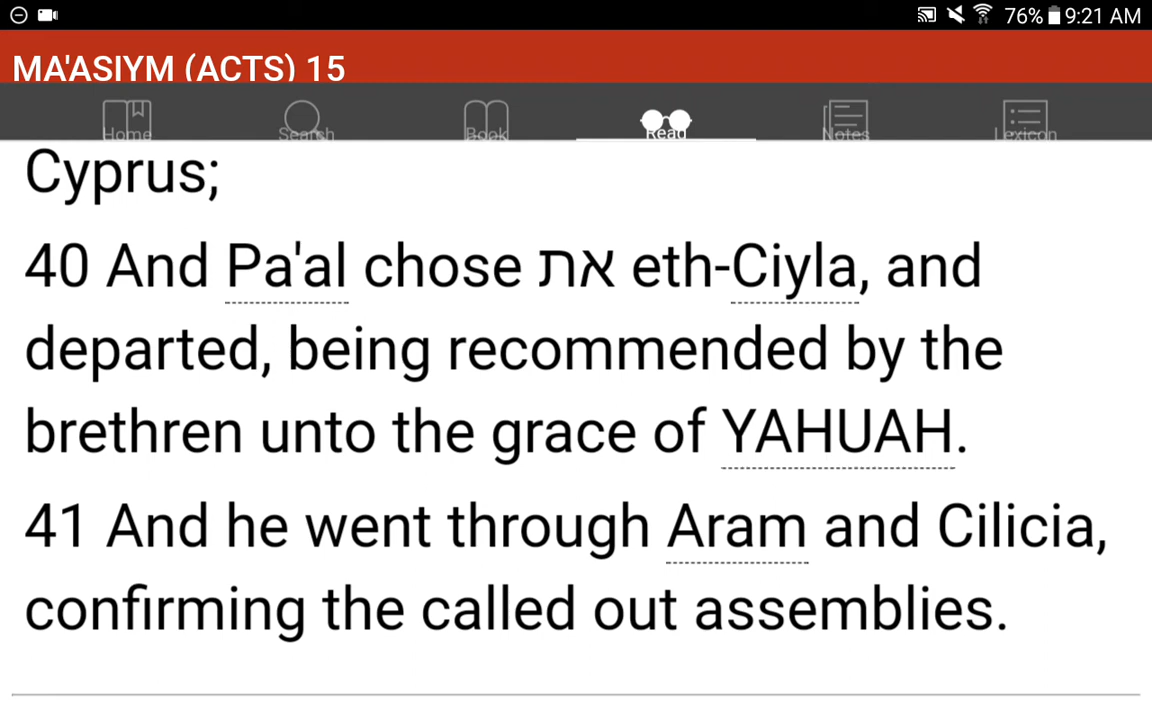 76% 9:21 AM
MA'ASIYM (ACTS) 15
Home Search Book Read Notes Lexicon
Cyprus;
40 And Pa'al chose את eth-Ciyla, and
departed, being recommended by the
brethren unto the grace of YAHUAH.
41 And he went through Aram and Cilicia,
confirming the called out assemblies.